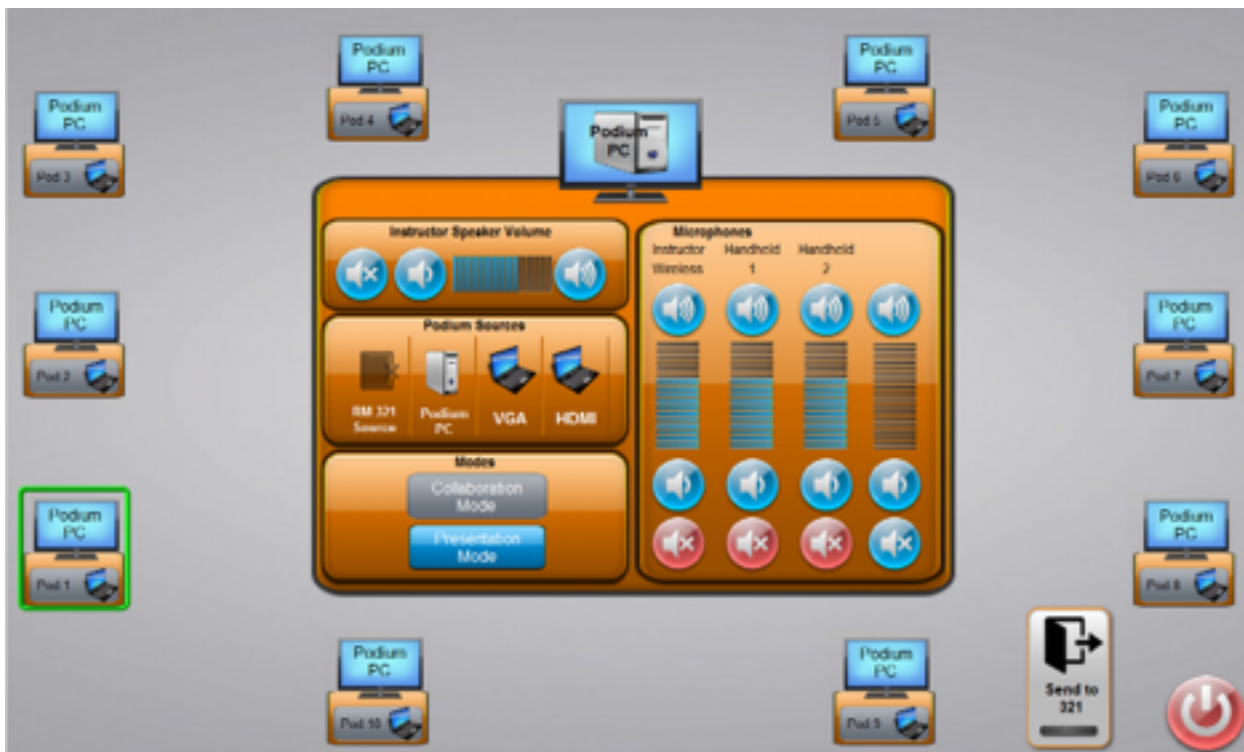 Podium
PC
Pod 4
Podium
PC
Pod 5
Podium
PC
Pod 3
Podium
PC
Podium
PC
Pod 6
Instructor Speaker Volume
Microphones
Instructor
Wireless
Handheld
1
Handheld
2
Podium
PC
Pod 2
Podium Sources
RM 321
Source
Podium
PC
VGA
HDMI
Podium
PC
Pod 7
Modes
Collaboration
Mode
Presentation
Mode
Podium
PC
Pod 1
Podium
PC
Pod 8
Podium
PC
Pod 10
Podium
PC
Pod 9
Send to
321